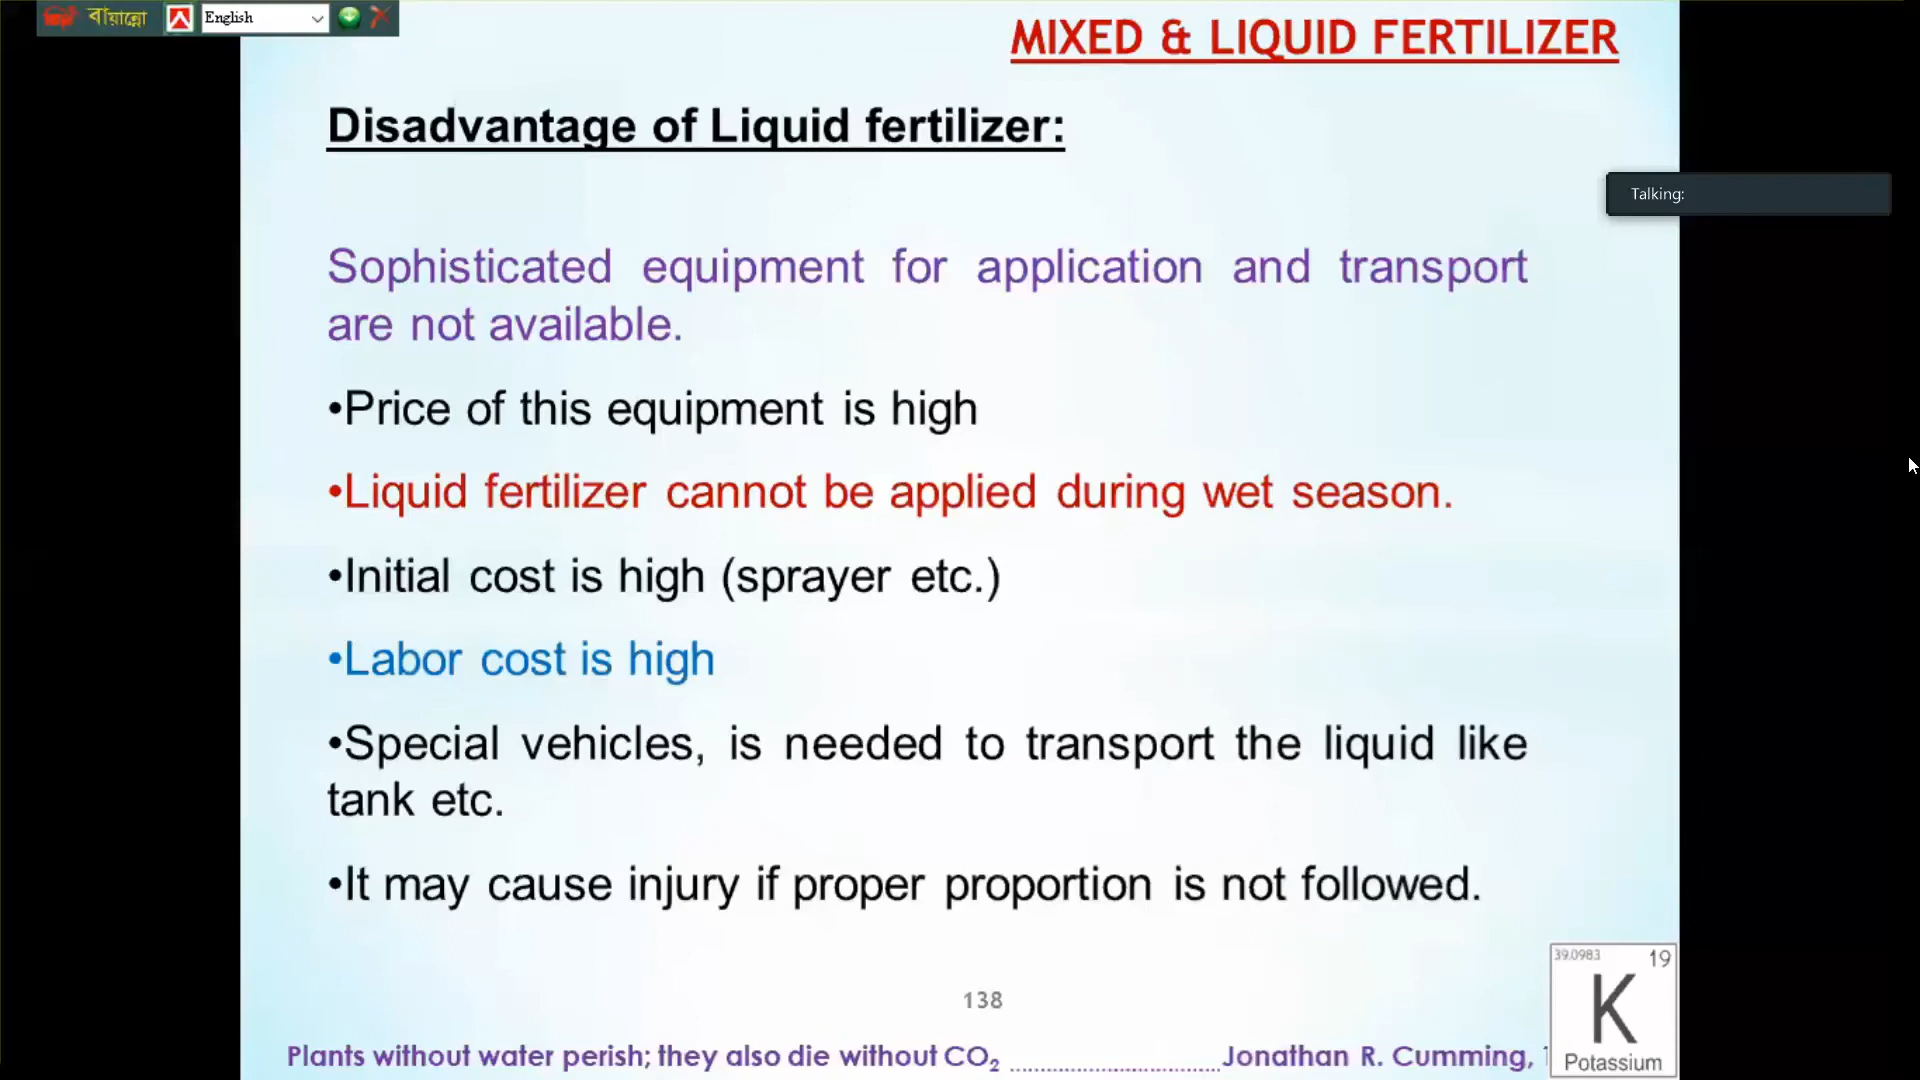 বায়ান্নো English
MIXED & LIQUID FERTILIZER
Disadvantage of Liquid fertilizer:
Talking:
Sophisticated equipment for application and transport
are not available.
•Price of this equipment is high
•Liquid fertilizer cannot be applied during wet season.
•Initial cost is high (sprayer etc.)
•Labor cost is high
•Special vehicles, is needed to transport the liquid like
tank etc.
•It may cause injury if proper proportion is not followed.
39.0983 19
K
Potassium
138
Plants without water perish; they also die without CO₂ ..................................Jonathan R. Cumming,